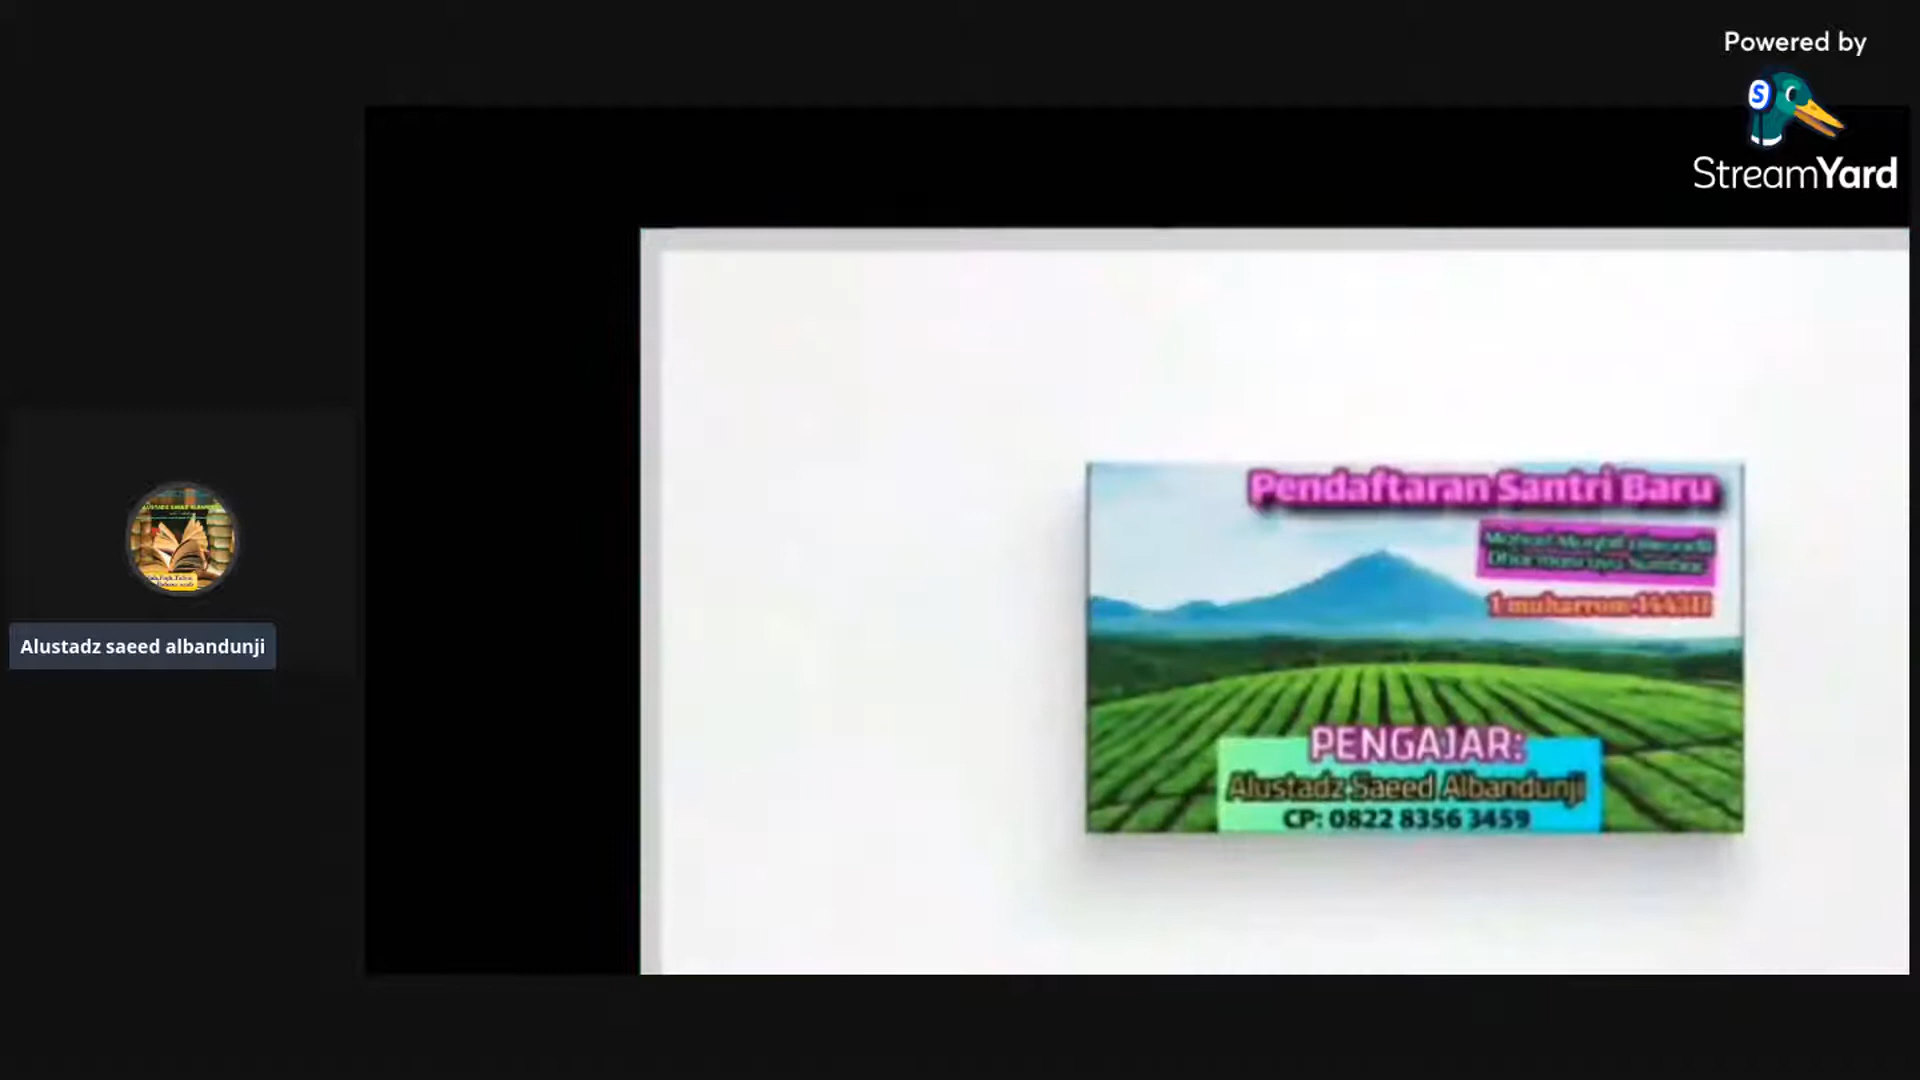 Powered by
StreamYard
Pendaftaran Santri Baru
1 muharrom
PENGAJAR:
Alustadz Saeed Albandunji
CP: 0822 8356 3459
Alustadz saeed albandunji